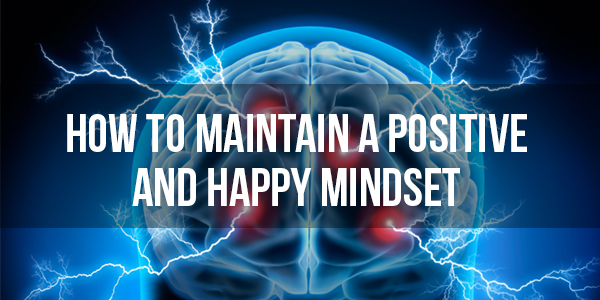 HOW TO MAINTAIN A POSITIVE
AND HAPPY MINDSET